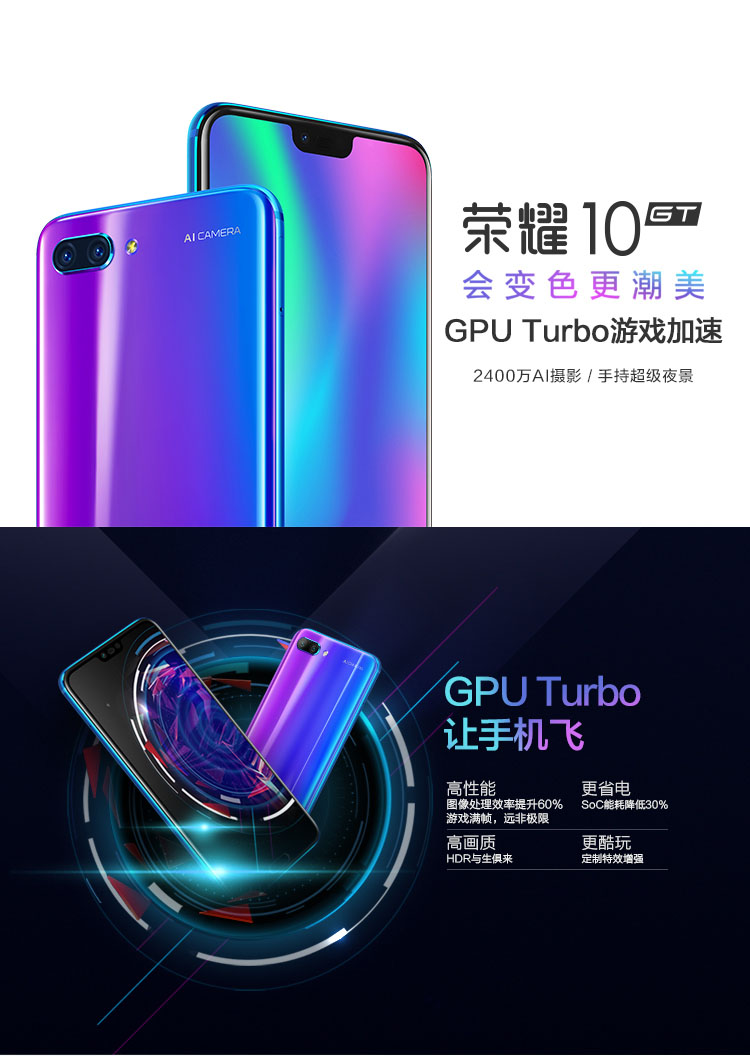 AI CAMERA
荣耀10 GT
会变色更潮美
GPU Turbo游戏加速
2400万AI摄影 / 手持超级夜景
AI CAMERA
GPU Turbo
让手机飞
高性能
图像处理效率提升60%
游戏满帧，远非极限
更省电
SoC能耗降低30%
高画质
HDR与生俱来
更酷玩
定制特效增强